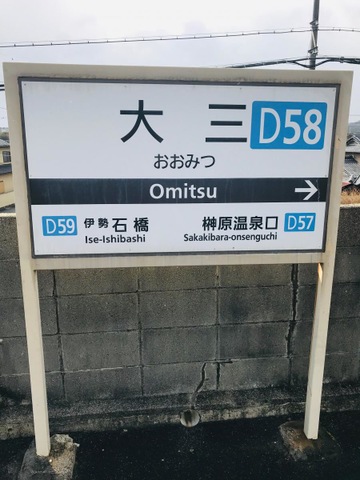 大三 D58
おおみつ
Omitsu →
D59 伊勢石橋 榊原温泉口 D57
Ise-Ishibashi Sakakibara-onsenguchi